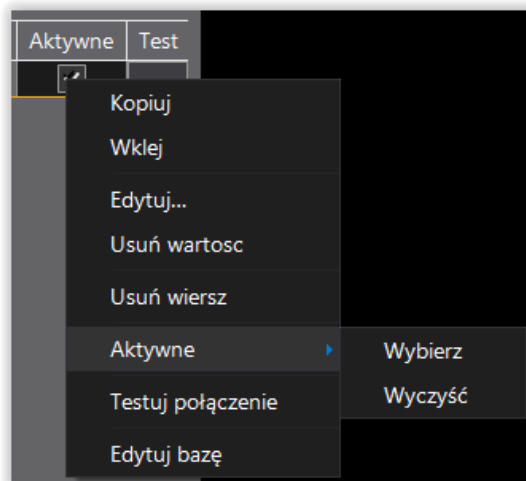 Aktywne Test
Kopiuj
Wklej
Edytuj...
Usuń wartosc
Usuń wiersz
Aktywne Wybierz
Wyczyść
Testuj połączenie
Edytuj bazę